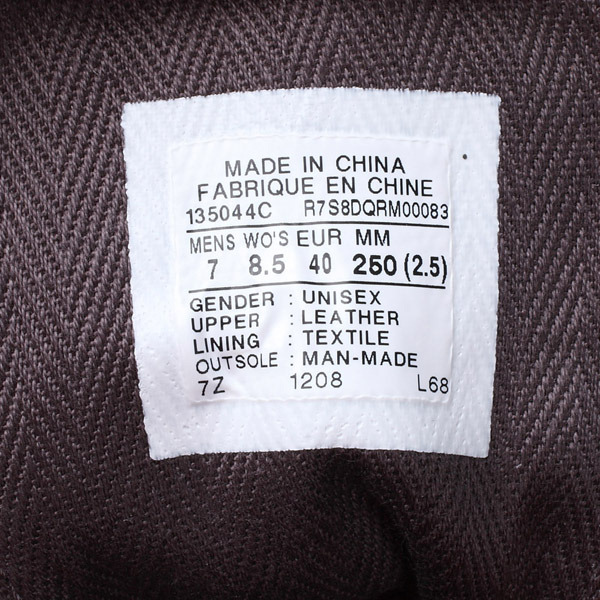 MADE IN CHINA
FABRIQUE EN CHINE
135044C R7S8DQRM00083
MENS WO'S EUR MM
7 8.5 40 260 (2.5)
GENDER : UNISEX
UPPER : LEATHER
LINING : TEXTILE
OUTSOLE : MAN-MADE
7Z 1208 L68